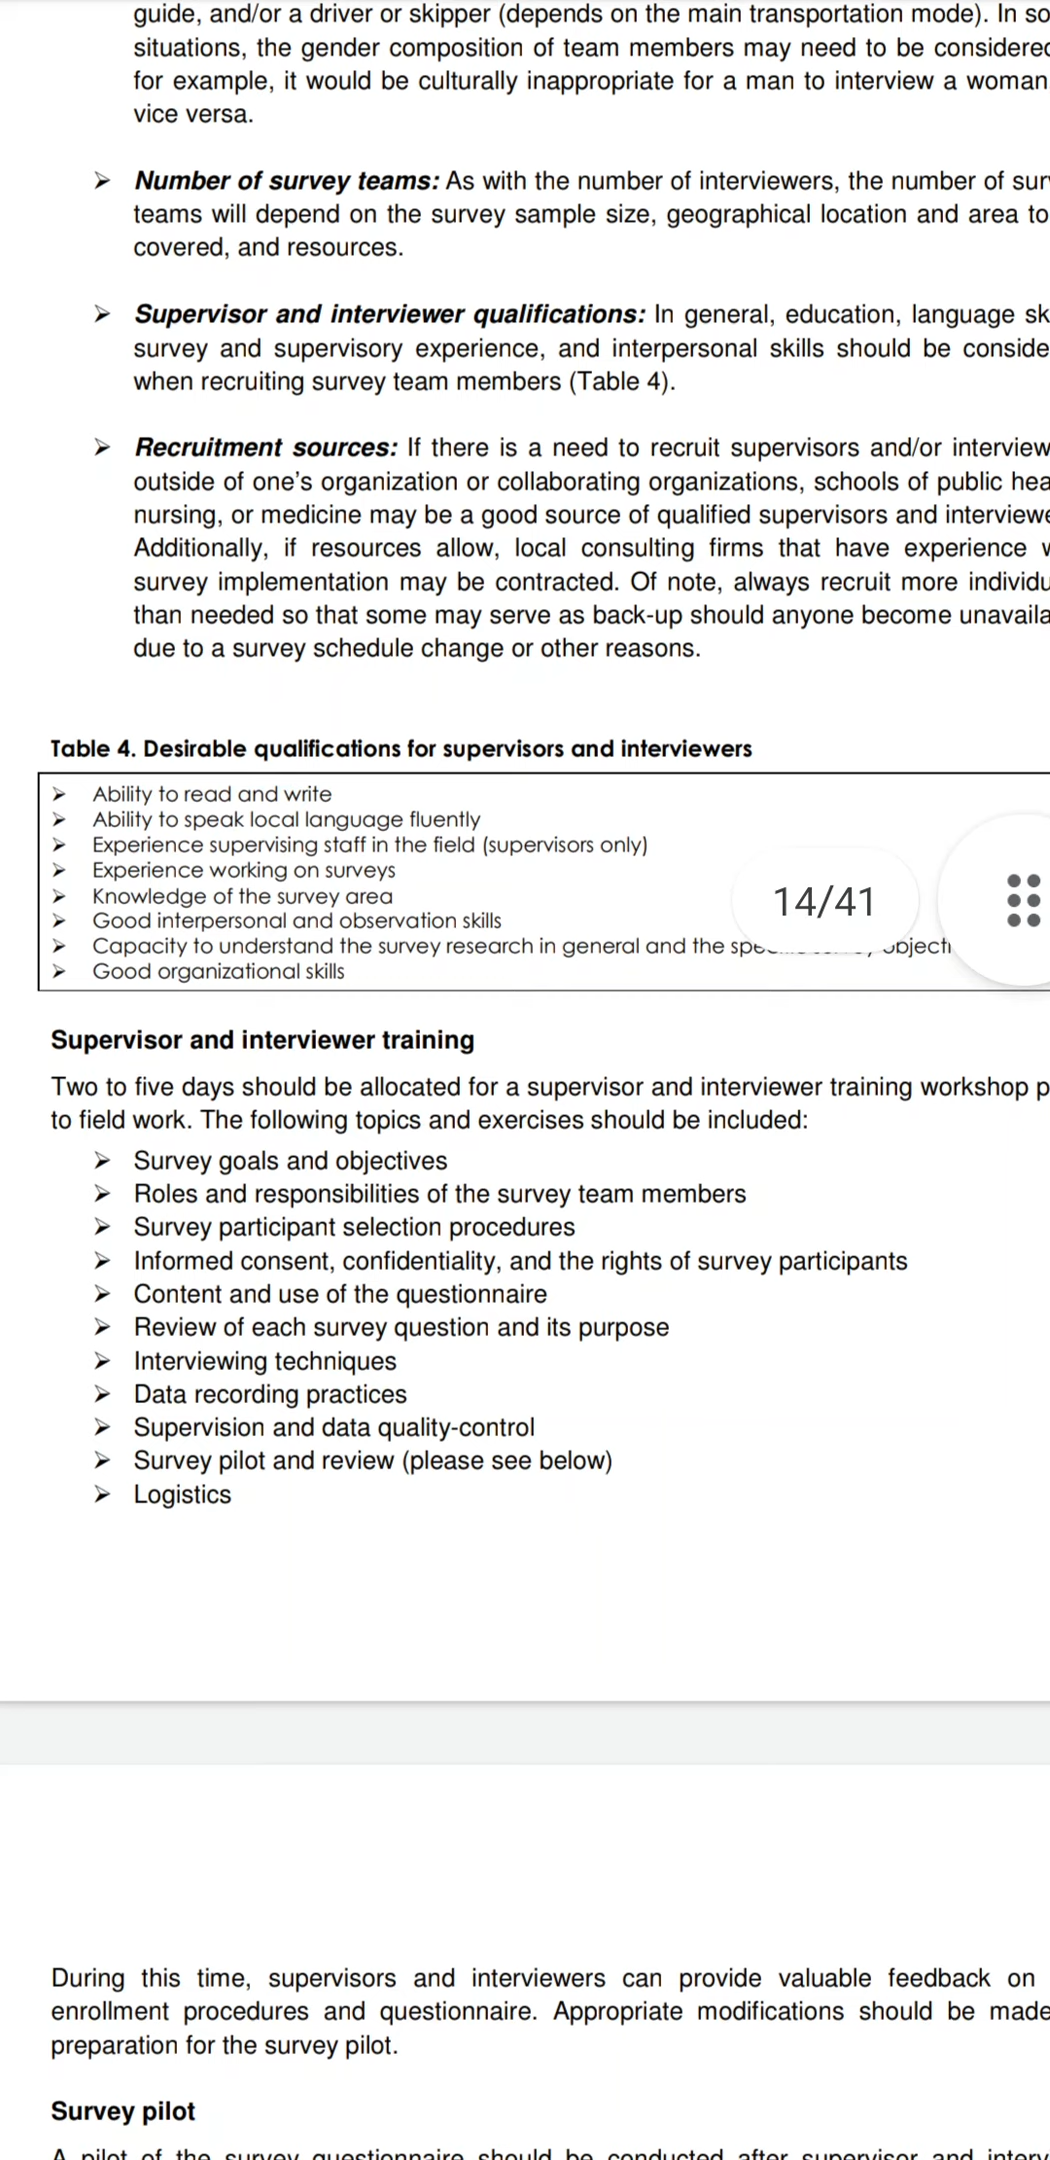 guide, and/or a driver or skipper (depends on the main transportation mode). In so
situations, the gender composition of team members may need to be considered
for example, it would be culturally inappropriate for a man to interview a woman
vice versa.
➢ Number of survey teams: As with the number of interviewers, the number of sur
teams will depend on the survey sample size, geographical location and area to
covered, and resources.
➢ Supervisor and interviewer qualifications: In general, education, language sk
survey and supervisory experience, and interpersonal skills should be conside
when recruiting survey team members (Table 4).
➢ Recruitment sources: If there is a need to recruit supervisors and/or interview
outside of one's organization or collaborating organizations, schools of public hea
nursing, or medicine may be a good source of qualified supervisors and interviewe
Additionally, if resources allow, local consulting firms that have experience
survey implementation may be contracted. Of note, always recruit more individu
than needed so that some may serve as back-up should anyone become unavaila
due to a survey schedule change or other reasons.
Table 4. Desirable qualifications for supervisors and interviewers
➢ Ability to read and write
➢ Ability to speak local language fluently
➢ Experience supervising staff in the field (supervisors only)
➢ Experience working on surveys
➢ Knowledge of the survey area
14/41
➢ Good interpersonal and observation skills
➢ Capacity to understand the survey research in general and the spe objecti
➢ Good organizational skills
Supervisor and interviewer training
Two to five days should be allocated for a supervisor and interviewer training workshop p
to field work. The following topics and exercises should be included:
➢ Survey goals and objectives
➢ Roles and responsibilities of the survey team members
➢ Survey participant selection procedures
➢ Informed consent, confidentiality, and the rights of survey participants
➢ Content and use of the questionnaire
➢ Review of each survey question and its purpose
➢ Interviewing techniques
➢ Data recording practices
➢ Supervision and data quality-control
➢ Survey pilot and review (please see below)
➢ Logistics
During this time, supervisors and interviewers can provide valuable feedback on
enrollment procedures and questionnaire. Appropriate modifications should be made
preparation for the survey pilot.
Survey pilot
A pilot of the survey questionnaire should be conducted after supervisor and interv